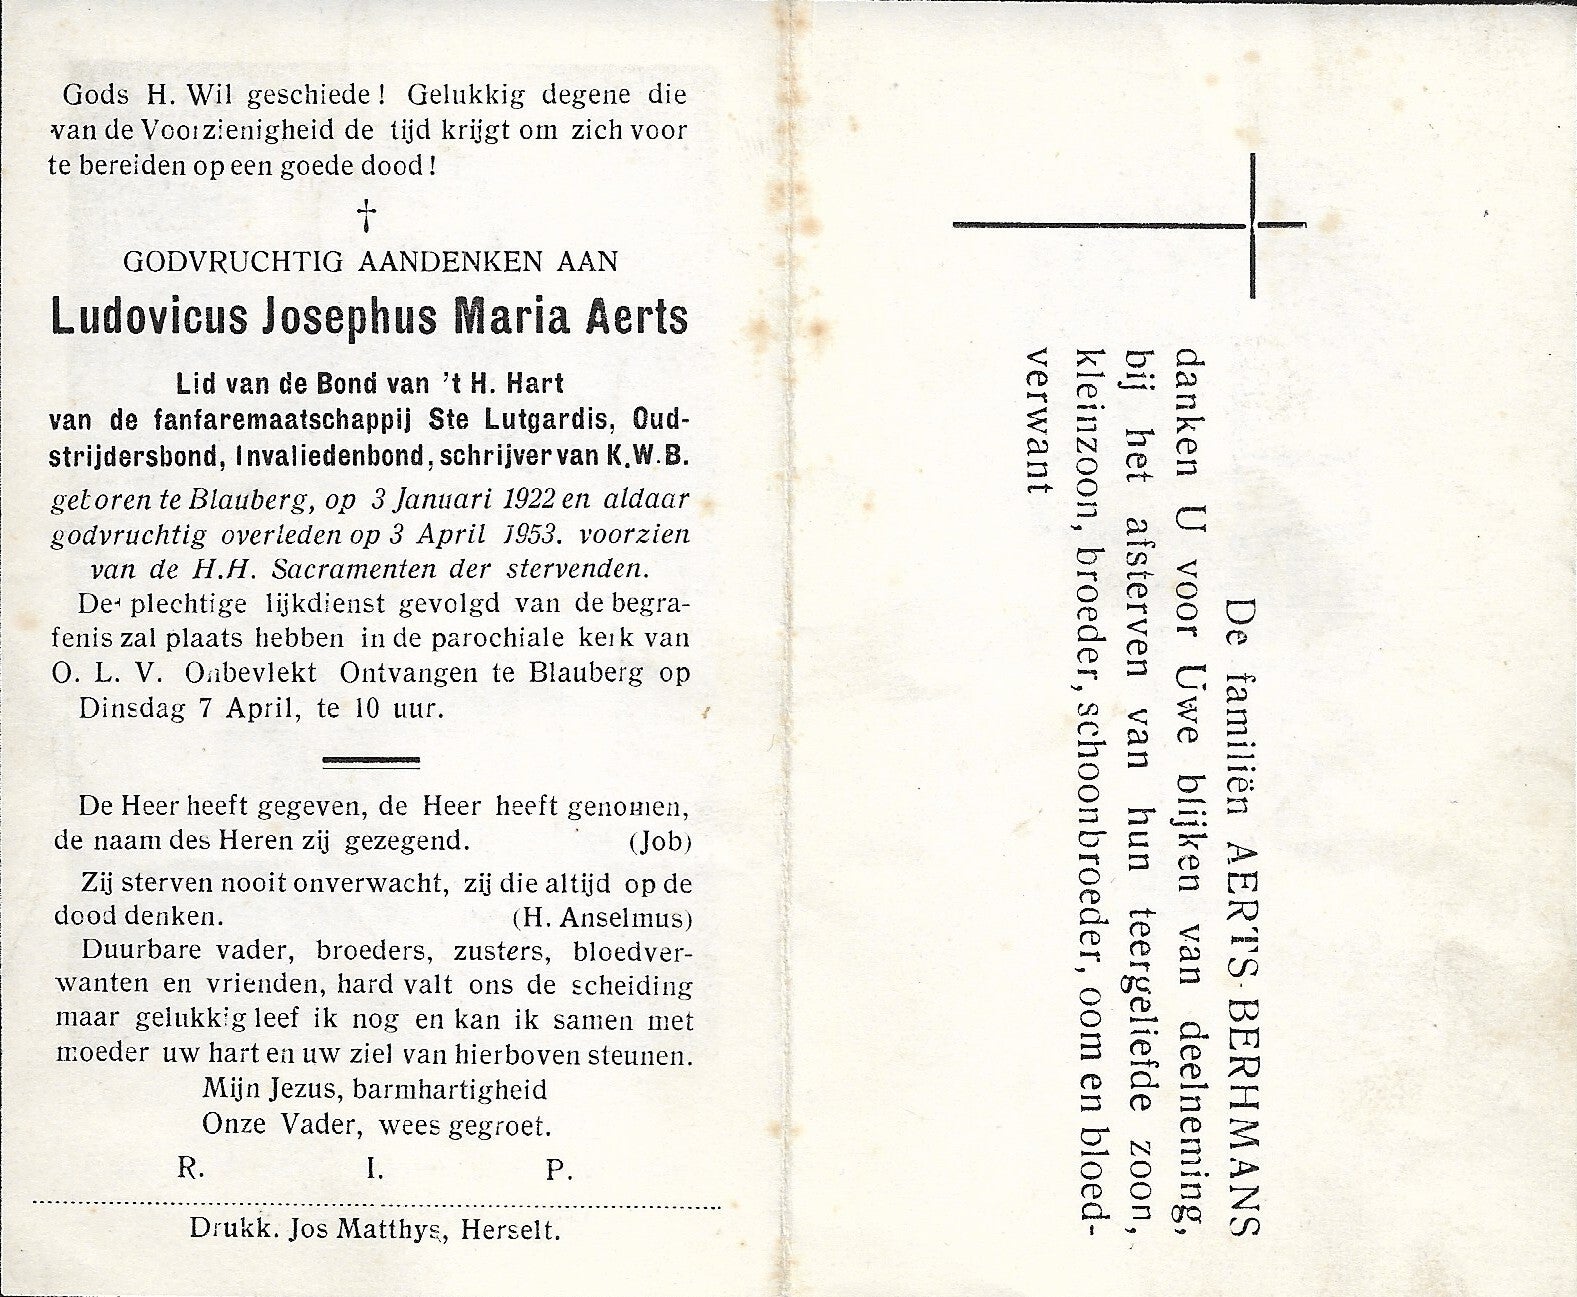 Gods H. Wil geschiede! Gelukkig degene die
van de Voorzienigheid de tijd krijgt om zich voor
te bereiden op een goede dood!
†
GODVRUCHTIG AANDENKEN AAN
Ludovicus Josephus Maria Aerts
Lid van de Bond van 't H. Hart
van de fanfaremaatschappij Ste Lutgardis, Oud-
strijdersbond, Invaliedenbond, schrijver van K.W.B.
geboren te Blauberg, op 3 Januari 1922 en aldaar
godvruchtig overleden op 3 April 1953. voorzien
van de H.H. Sacramenten der stervenden.
De plechtige lijkdienst gevolgd van de begra-
fenis zal plaats hebben in de parochiale kerk van
O. L. V. Onbevlekt Ontvangen te Blauberg op
Dinsdag 7 April, te 10 uur.
De Heer heeft gegeven, de Heer heeft genomen,
de naam des Heren zij gezegend. (Job)
Zij sterven nooit onverwacht, zij die altijd op de
dood denken. (H. Anselmus)
Duurbare vader, broeders, zusters, bloedver-
wanten en vrienden, hard valt ons de scheiding
maar gelukkig leef ik nog en kan ik samen met
moeder uw hart en uw ziel van hierboven steunen.
Mijn Jezus, barmhartigheid
Onze Vader, wees gegroet.
R. I. P.
Drukk. Jos Matthys, Herselt.
De familiën AERTS-BERHMANS
danken U voor Uwe blijken van deelneming,
bij het afsterven van hun teergeliefde zoon,
kleinzoon, broeder, schoonbroeder, oom en bloed-
verwant